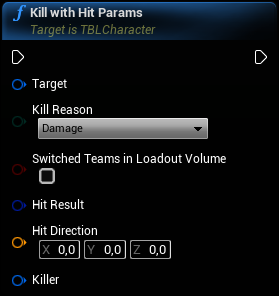 f Kill with Hit Params
Target is TBLCharacter
Target
Kill Reason
Damage
Switched Teams in Loadout Volume
Hit Result
Hit Direction
X 0,0 Y 0,0 Z 0,0
Killer